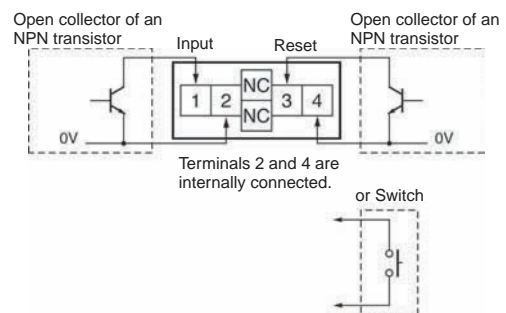 Open collector of an
NPN transistor
Open collector of an
NPN transistor
Input
Reset
NC
1 2 3 4
NC
0V
0V
Terminals 2 and 4 are
internally connected.
or Switch